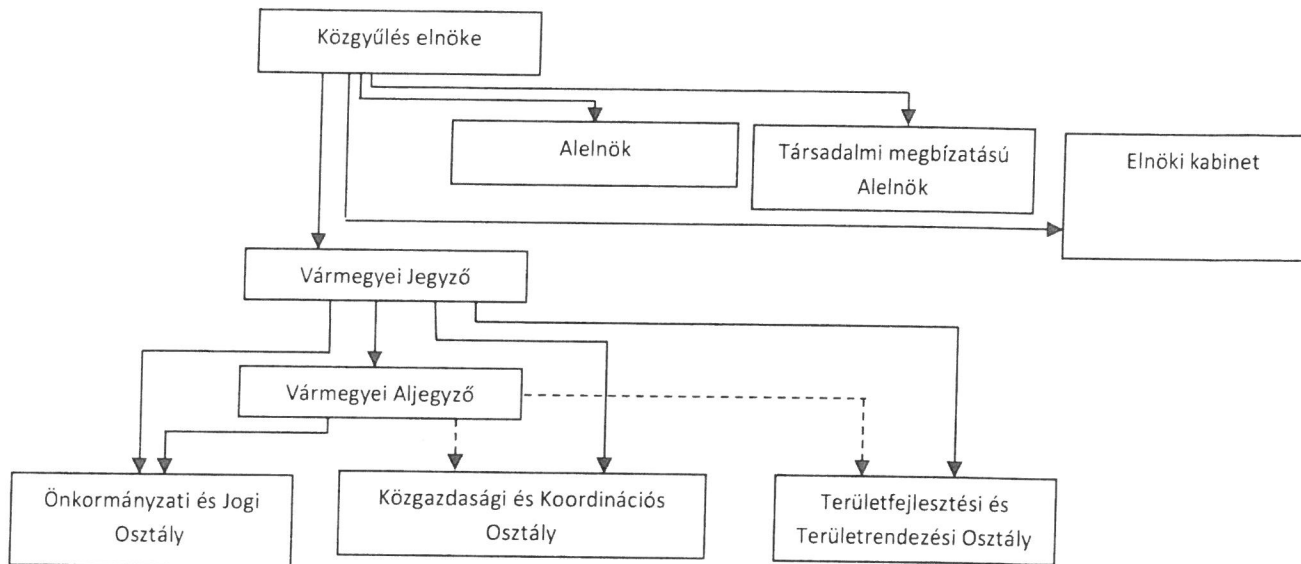 Közgyűlés elnöke
Alelnök
Társadalmi megbízatású
Alelnök
Elnöki kabinet
Vármegyei Jegyző
Vármegyei Aljegyző
Önkormányzati és Jogi
Osztály
Közgazdasági és Koordinációs
Osztály
Területfejlesztési és
Területrendezési Osztály